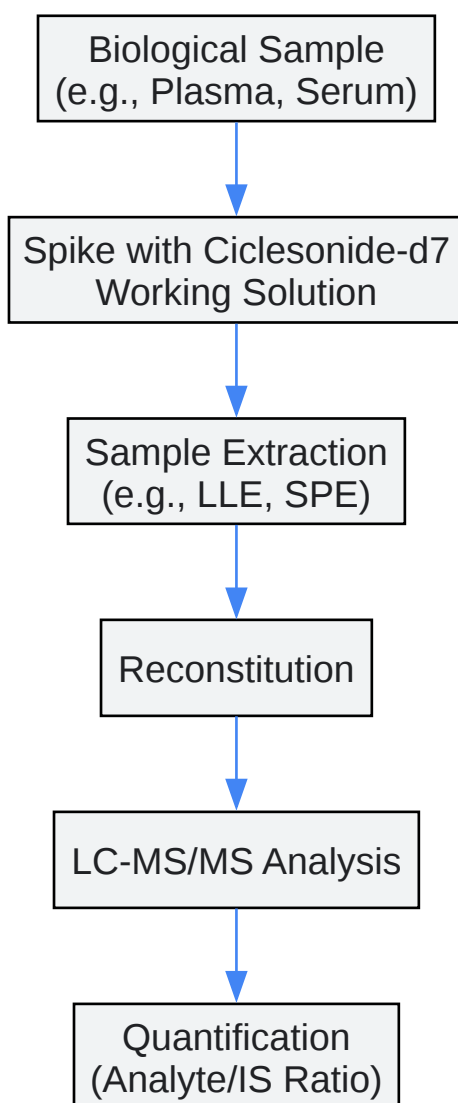 Biological Sample
(e.g., Plasma, Serum)
Spike with Ciclesonide-d7
Working Solution
Sample Extraction
(e.g., LLE, SPE)
Reconstitution
LC-MS/MS Analysis
Quantification
(Analyte/IS Ratio)